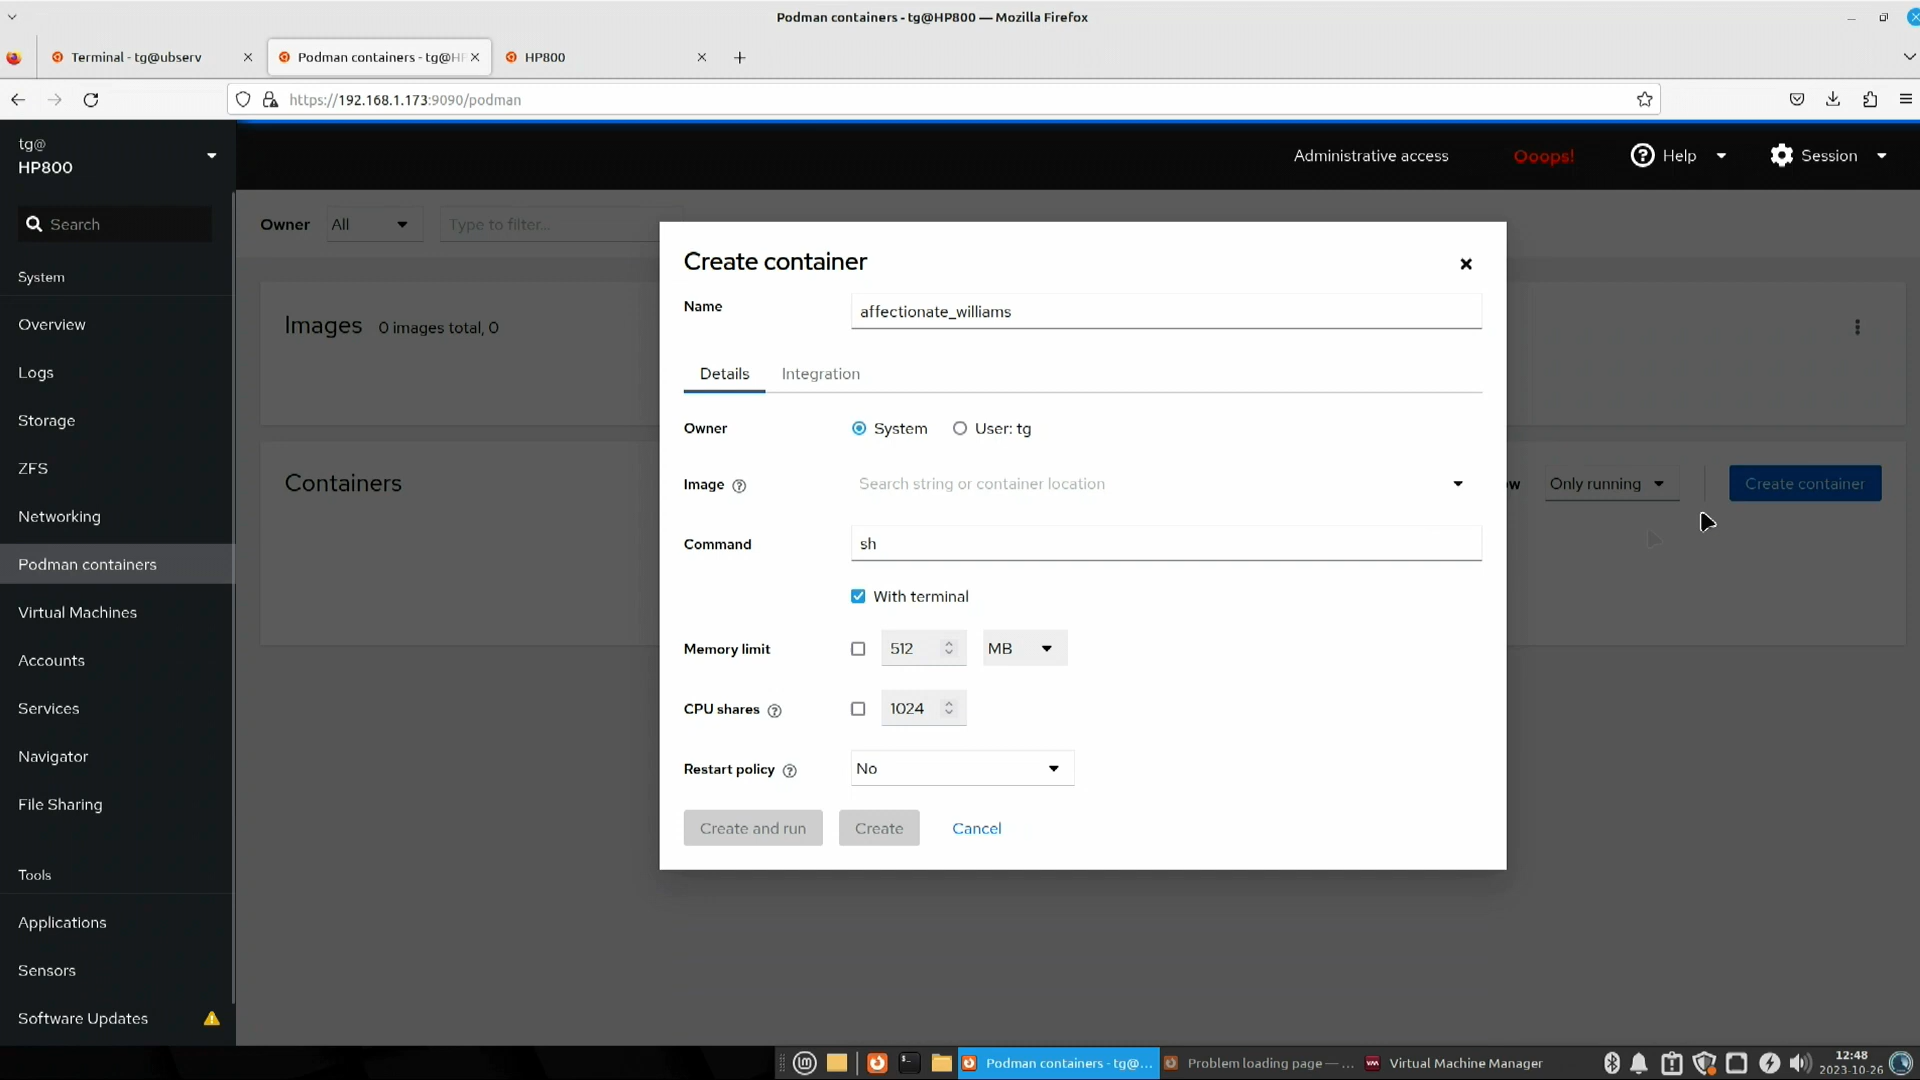 Podman containers - tg@HP800 — Mozilla Firefox
Terminal - tg@ubserv
Podman containers - tg@HP
HP800
https://192.168.1.173:9090/podman
tg@
HP800
Administrative access
Ooops!
Help
Session
Search
Owner
All
Type to filter...
System
Overview
Logs
Storage
ZFS
Networking
Podman containers
Virtual Machines
Accounts
Services
Navigator
File Sharing
Tools
Applications
Sensors
Software Updates
Images 0 images total, 0
Containers
Only running
Create container
Create container
Name
affectionate_williams
Details
Integration
Owner
System
User: tg
Image
Search string or container location
Command
sh
With terminal
Memory limit
512
MB
CPU shares
1024
Restart policy
No
Create and run
Create
Cancel
Podman containers - tg@...
Problem loading page — ...
Virtual Machine Manager
12:48
2023-10-26